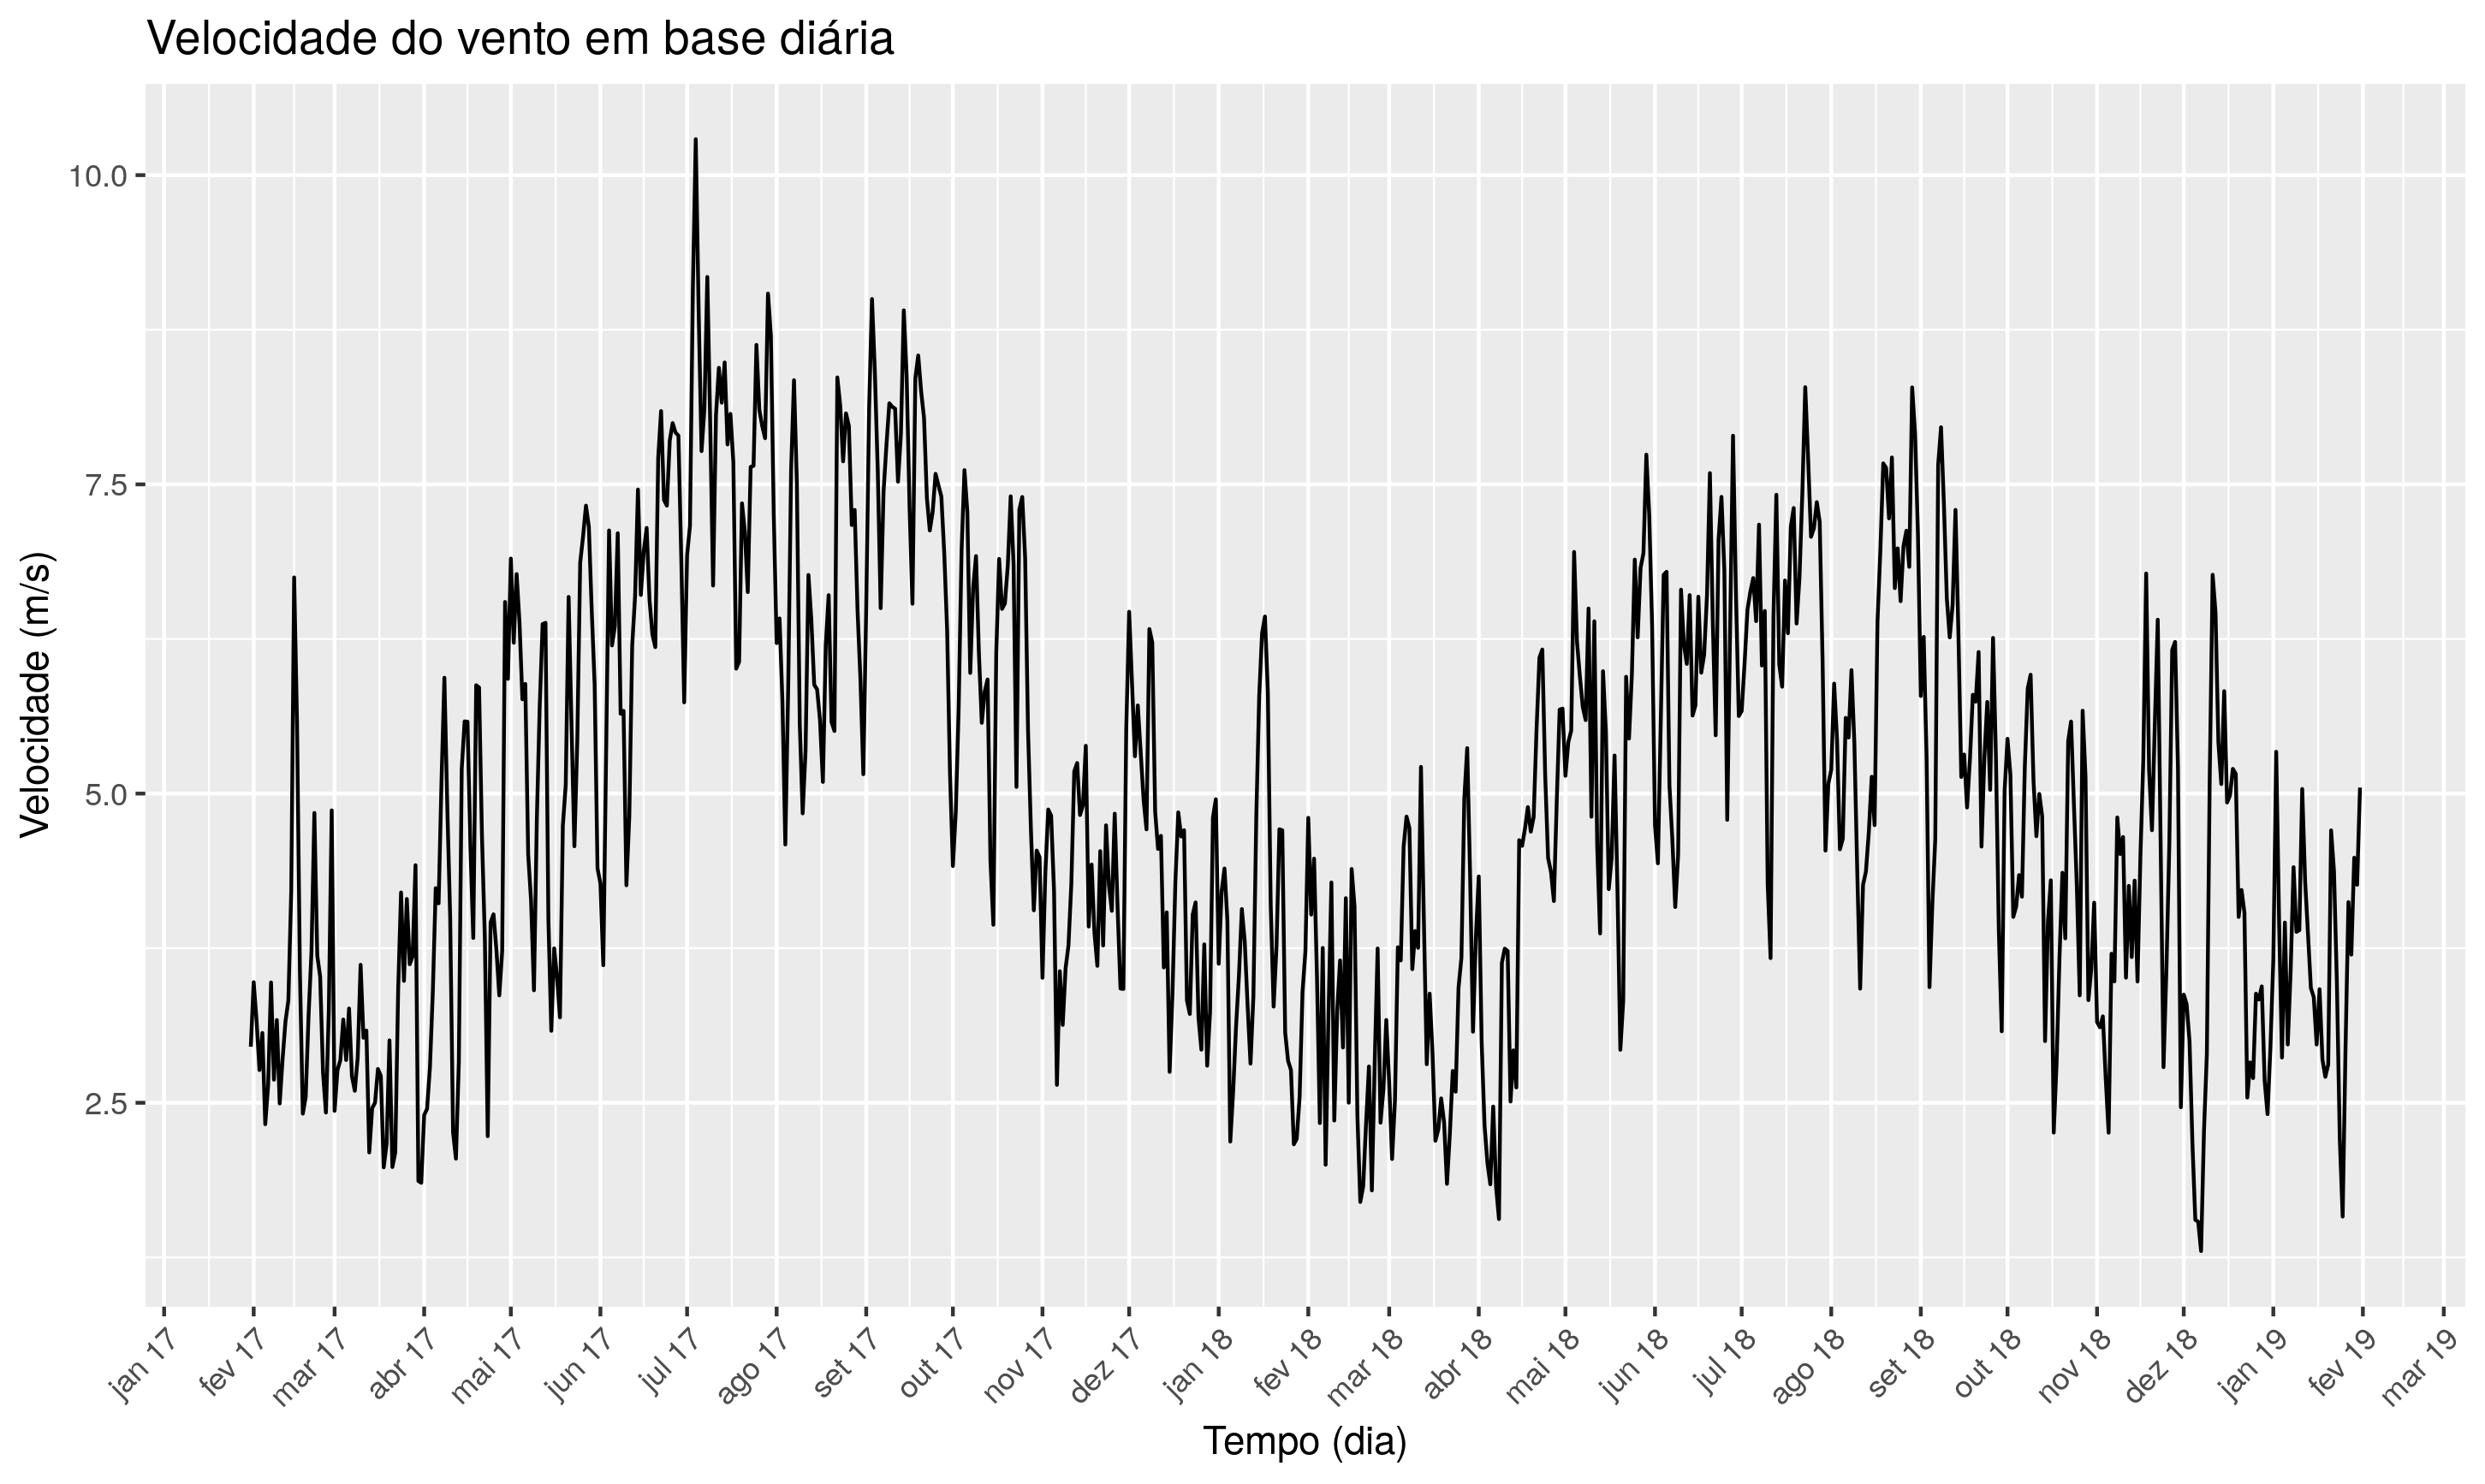 Velocidade do vento em base diária
Velocidade (m/s)
10.0
7.5
5.0
2.5
jan 17
fev 17
mar 17
abr 17
mai 17
jun 17
jul 17
ago 17
set 17
out 17
nov 17
dez 17
jan 18
fev 18
mar 18
abr 18
mai 18
jun 18
jul 18
ago 18
set 18
out 18
nov 18
dez 18
jan 19
fev 19
mar 19
Tempo (dia)